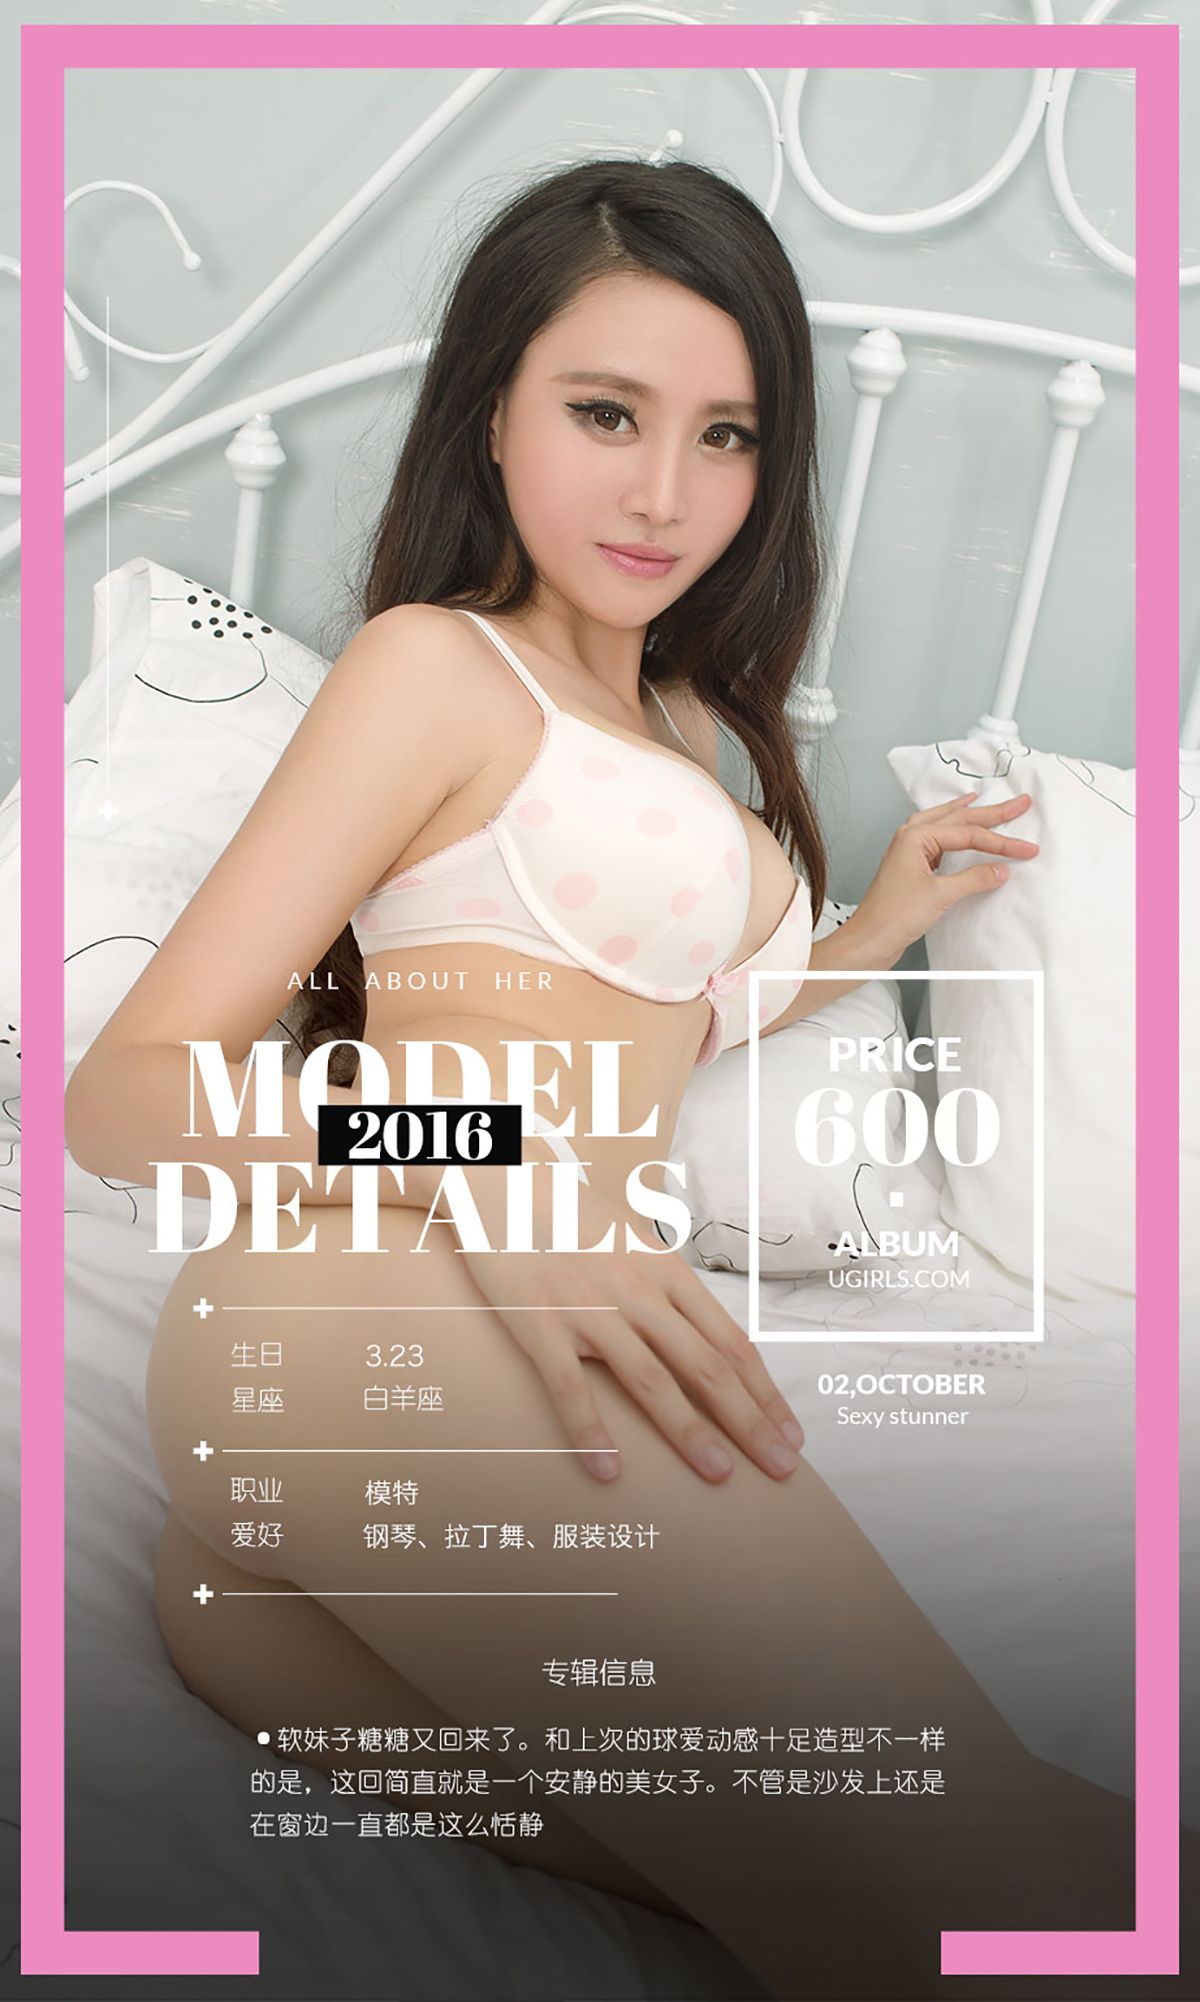 ALL ABOUT HER
MODEL
2016
DETAILS
PRICE
600
ALBUM
UGIRLS.COM
02,OCTOBER
Sexy stunner
生日 3.23
星座 白羊座
职业 模特
爱好 钢琴、拉丁舞、服装设计
专辑信息
●软妹子糖糖又回来了。和上次的球爱动感十足造型不一样
的是，这回简直就是一个安静的美女子。不管是沙发上还是
在窗边一直都是这么恬静